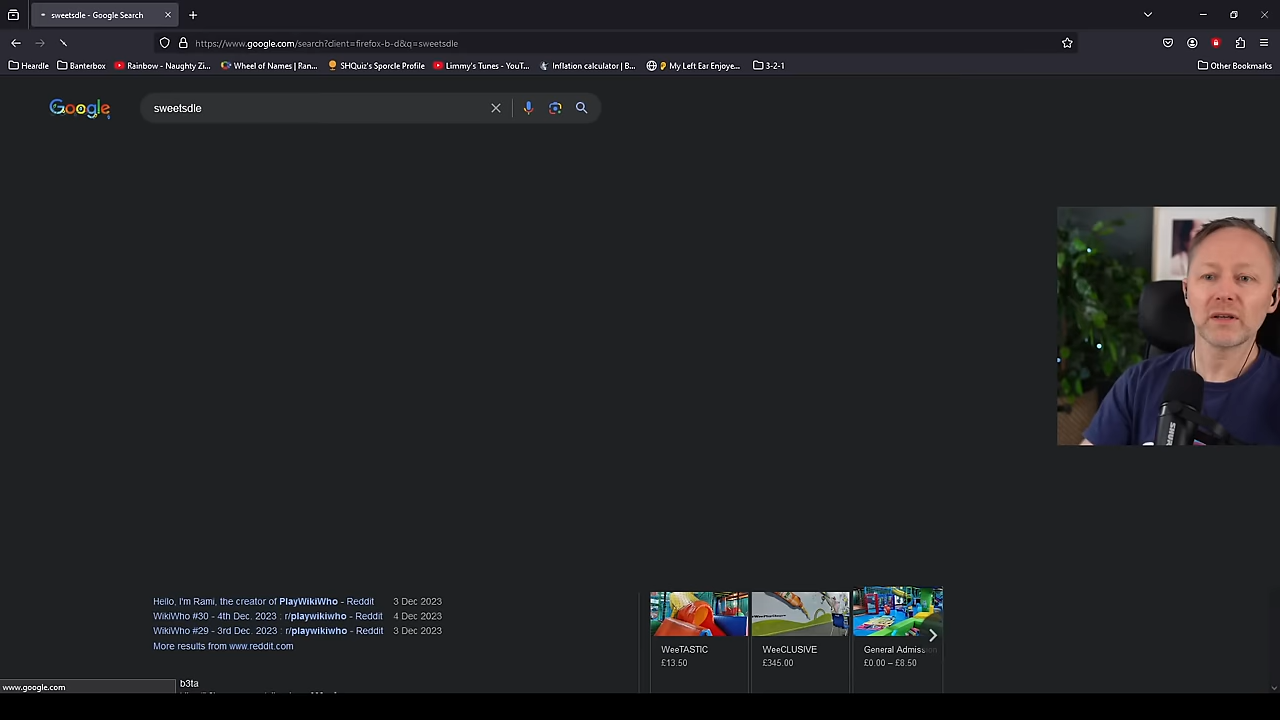 sweetsdle - Google Search
https://www.google.com/search?client=firefox-b-d&q=sweetsdle
Heardle
Banterbox
Rainbow - Naughty Zi...
Wheel of Names | Ran...
SHQuiz's Sporcle Profile
Limmy's Tunes - YouT...
Inflation calculator | B...
My Left Ear Enjoye...
3-2-1
Other Bookmarks
Google
sweetsdle
Hello, I'm Rami, the creator of PlayWikiWho - Reddit 3 Dec 2023
WikiWho #30 - 4th Dec. 2023 : r/playwikiwho - Reddit 4 Dec 2023
WikiWho #29 - 3rd Dec. 2023 : r/playwikiwho - Reddit 3 Dec 2023
More results from www.reddit.com
WeeTASTIC
£13.50
WeeCLUSIVE
£345.00
General Admission
£0.00 – £8.50
b3ta
www.google.com
SHURE